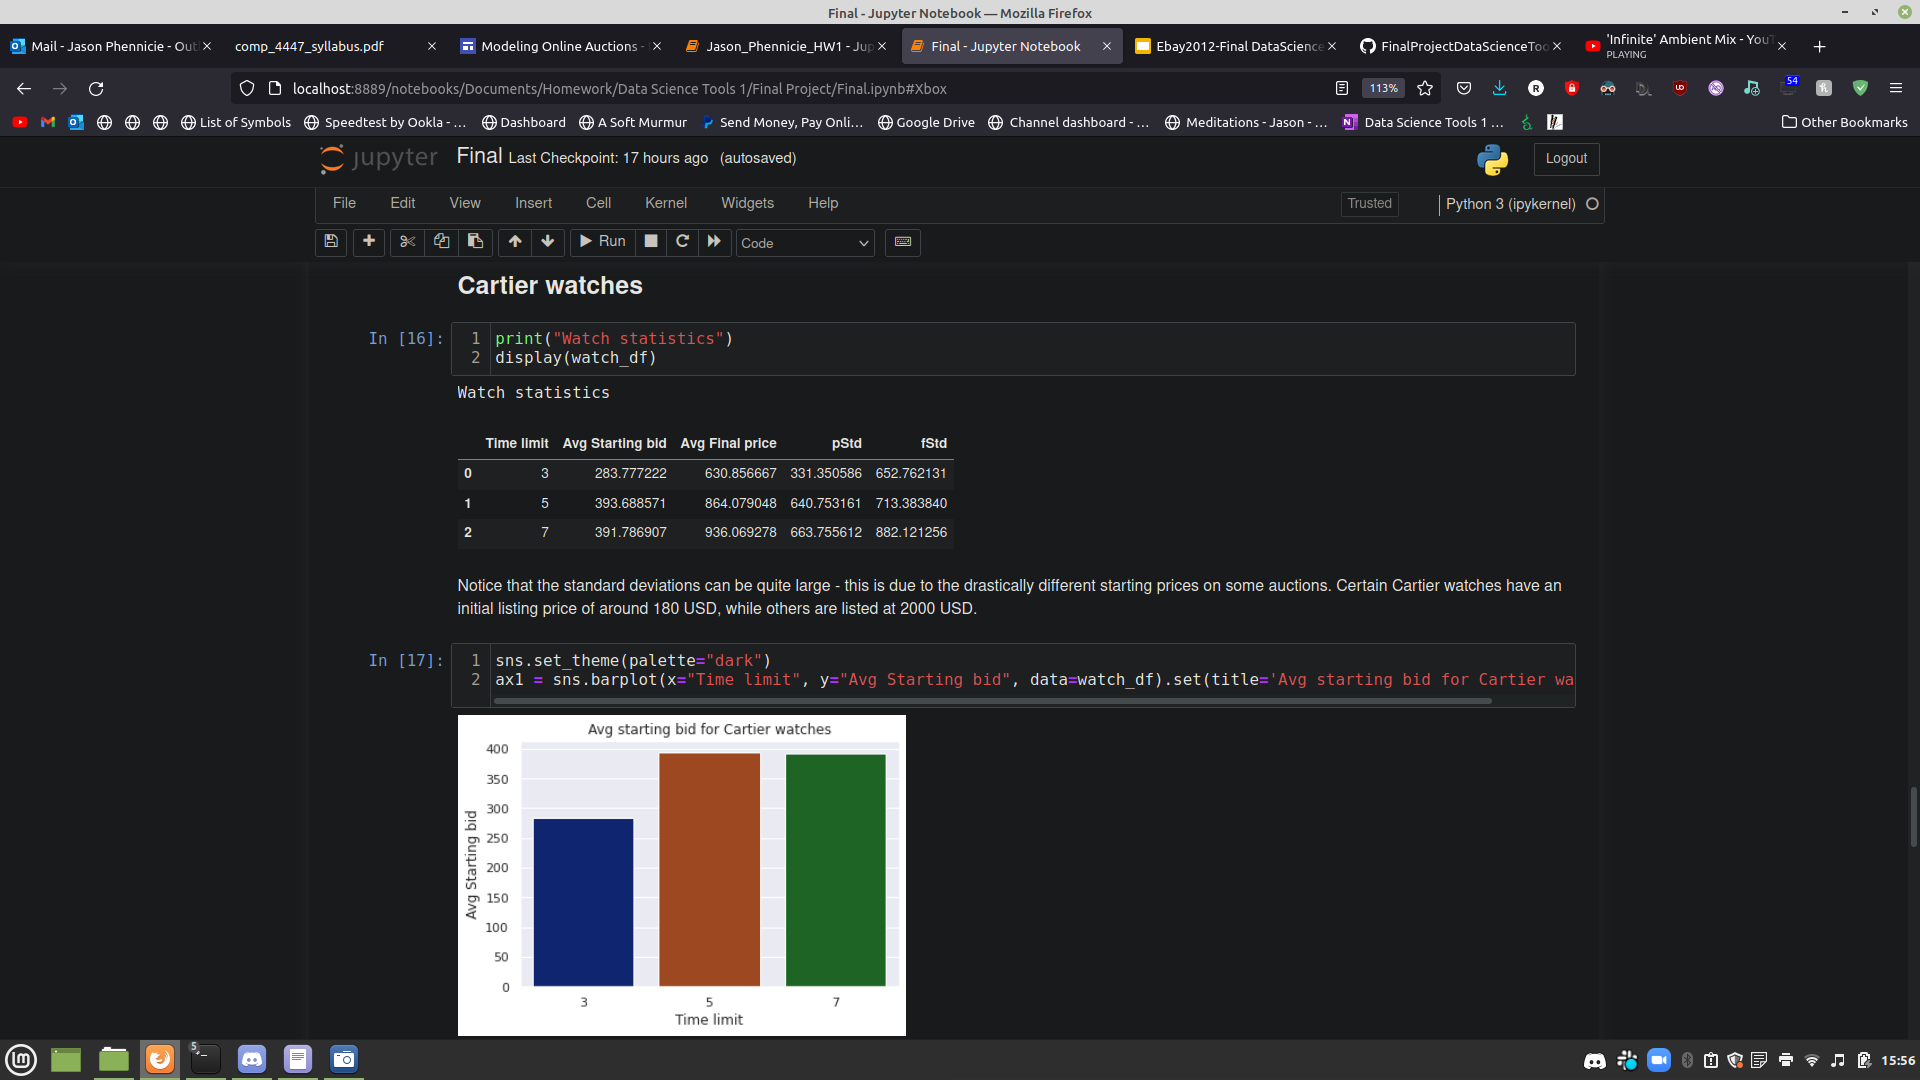 Final - Jupyter Notebook — Mozilla Firefox
Mail - Jason Phennicie - Out
comp_4447_syllabus.pdf
Modeling Online Auctions -
Jason_Phennicie_HW1 - Jup
Final - Jupyter Notebook
Ebay2012-Final DataScience
FinalProjectDataScienceToo
'Infinite' Ambient Mix - YouT
PLAYING
localhost:8889/notebooks/Documents/Homework/Data Science Tools 1/Final Project/Final.ipynb#Xbox
113%
54
List of Symbols
Speedtest by Ookla - ...
Dashboard
A Soft Murmur
Send Money, Pay Onli...
Google Drive
Channel dashboard - ...
Meditations - Jason - ...
Data Science Tools 1 ...
Other Bookmarks
jupyter Final Last Checkpoint: 17 hours ago (autosaved)
Logout
File Edit View Insert Cell Kernel Widgets Help
Trusted
Python 3 (ipykernel)
Run
Code
Cartier watches
In [16]:
1 print("Watch statistics")
2 display(watch_df)
Watch statistics
Time limit Avg Starting bid Avg Final price pStd fStd
0 3 283.777222 630.856667 331.350586 652.762131
1 5 393.688571 864.079048 640.753161 713.383840
2 7 391.786907 936.069278 663.755612 882.121256
Notice that the standard deviations can be quite large - this is due to the drastically different starting prices on some auctions. Certain Cartier watches have an
initial listing price of around 180 USD, while others are listed at 2000 USD.
In [17]:
1 sns.set_theme(palette="dark")
2 ax1 = sns.barplot(x="Time limit", y="Avg Starting bid", data=watch_df).set(title='Avg starting bid for Cartier wa
Avg starting bid for Cartier watches
400
350
300
250
200
150
100
50
0
Avg Starting bid
3 5 7
Time limit
5
15:56